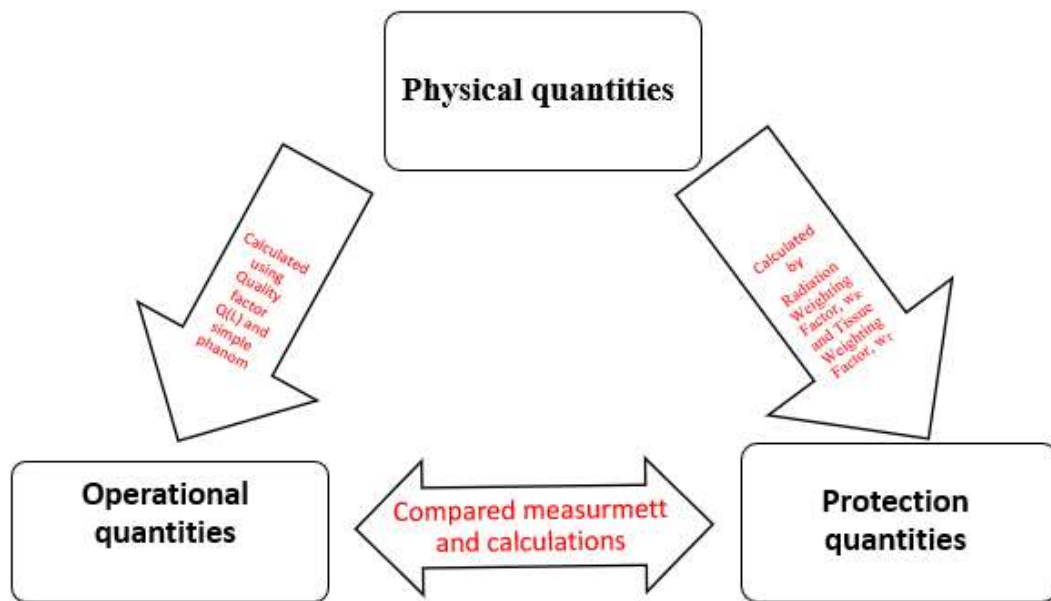 Physical quantities
Calculated
using
Quality
factor
Q(L) and
simple
phanom
Calculated
by
Radiation
Weighting
Factor, wR
and Tissue
Weighting
Factor, wT
Operational
quantities
Compared measurmett
and calculations
Protection
quantities